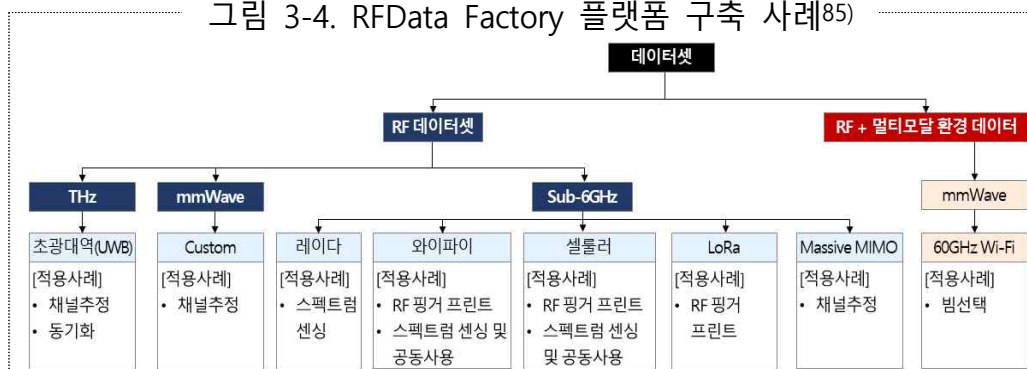 그림 3-4. RFData Factory 플랫폼 구축 사례85)
데이터셋
RF 데이터셋
RF + 멀티모달 환경 데이터
THz
mmWave
Sub-6GHz
mmWave
초광대역(UWB)
[적용사례]
• 채널추정
• 동기화
Custom
[적용사례]
• 채널추정
레이다
[적용사례]
• 스펙트럼
센싱
와이파이
[적용사례]
• RF 핑거 프린트
• 스펙트럼 센싱 및
공동사용
셀룰러
[적용사례]
• RF 핑거 프린트
• 스펙트럼 센싱
및 공동사용
LoRa
[적용사례]
• RF 핑거
프린트
Massive MIMO
[적용사례]
• 채널추정
60GHz Wi-Fi
[적용사례]
• 빔선택